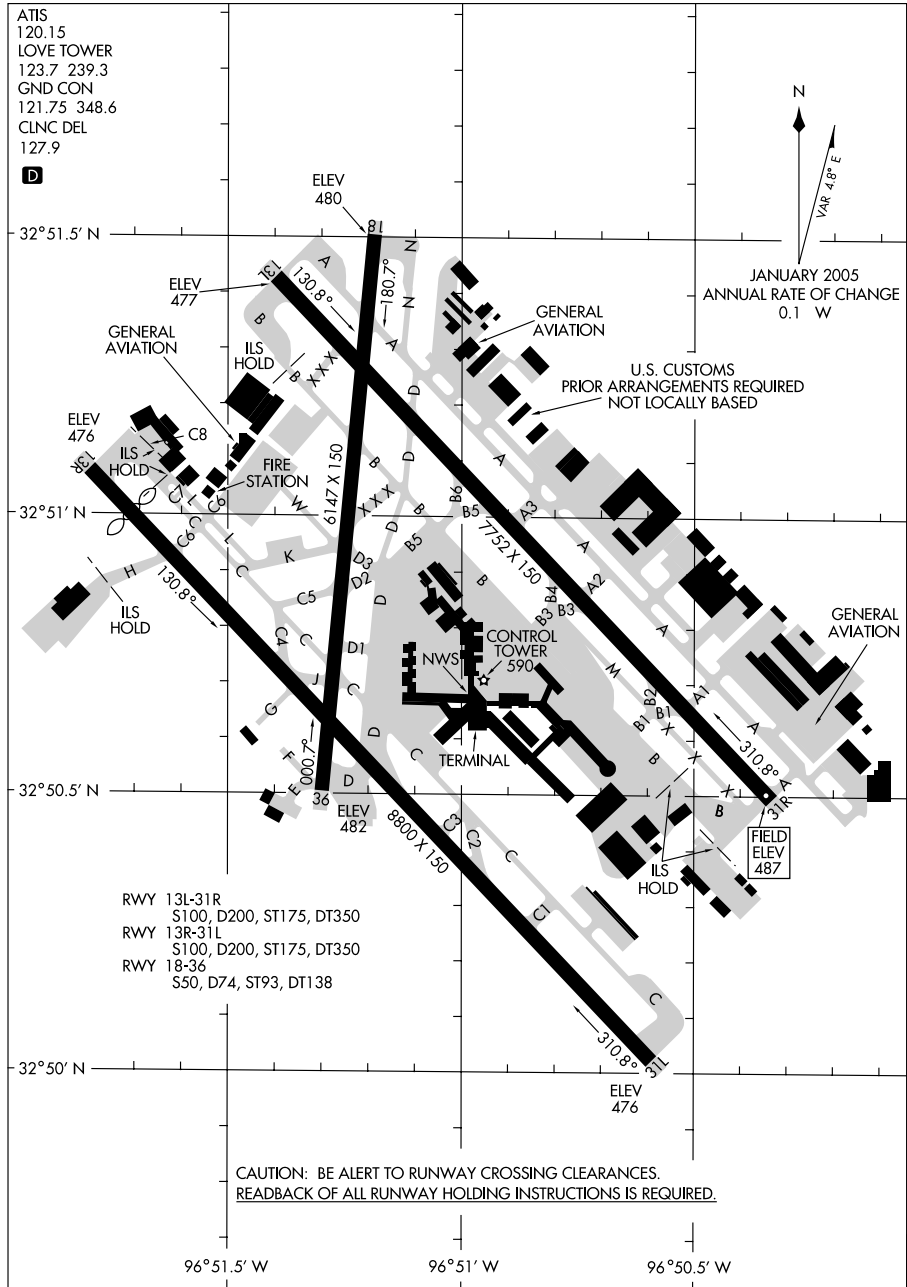 ATIS
120.15
LOVE TOWER
123.7 239.3
GND CON
121.75 348.6
CLNC DEL
127.9
D
N
VAR 4.8° E
JANUARY 2005
ANNUAL RATE OF CHANGE
0.1 W
ELEV
480
32°51.5' N
18
N
A
13L
130.8°
180.7°
N
ELEV
477
B
A
GENERAL
AVIATION
GENERAL
AVIATION
ILS
HOLD
B
X X X
D
U.S. CUSTOMS
PRIOR ARRANGEMENTS REQUIRED
NOT LOCALLY BASED
ELEV
476
C8
13R
ILS
HOLD
FIRE
STATION
6147 X 150
B
D
A
L
C
C6
W
X X X
B
B6
32°51' N
C
C6
L
D
B5
B5
A3
7752 X 150
A
H
C
K
D3
D2
B
A2
130.8°
C5
D
B4
B3
B3
ILS
HOLD
GENERAL
AVIATION
C4
C
D1
A
CONTROL
TOWER
590
NWS
M
J
C
B2
A1
G
B1
B1
A
000.7°
D
C
X
310.8°
F
TERMINAL
B
X
E
D
X
A
32°50.5' N
36
ELEV
482
B
31R
8800 X 150
C3
C2
C
ILS
HOLD
FIELD
ELEV
487
RWY 13L-31R
S100, D200, ST175, DT350
RWY 13R-31L
S100, D200, ST175, DT350
RWY 18-36
S50, D74, ST93, DT138
C1
C
310.8°
31L
32°50' N
ELEV
476
CAUTION: BE ALERT TO RUNWAY CROSSING CLEARANCES.
READBACK OF ALL RUNWAY HOLDING INSTRUCTIONS IS REQUIRED.
96°51.5' W
96°51' W
96°50.5' W